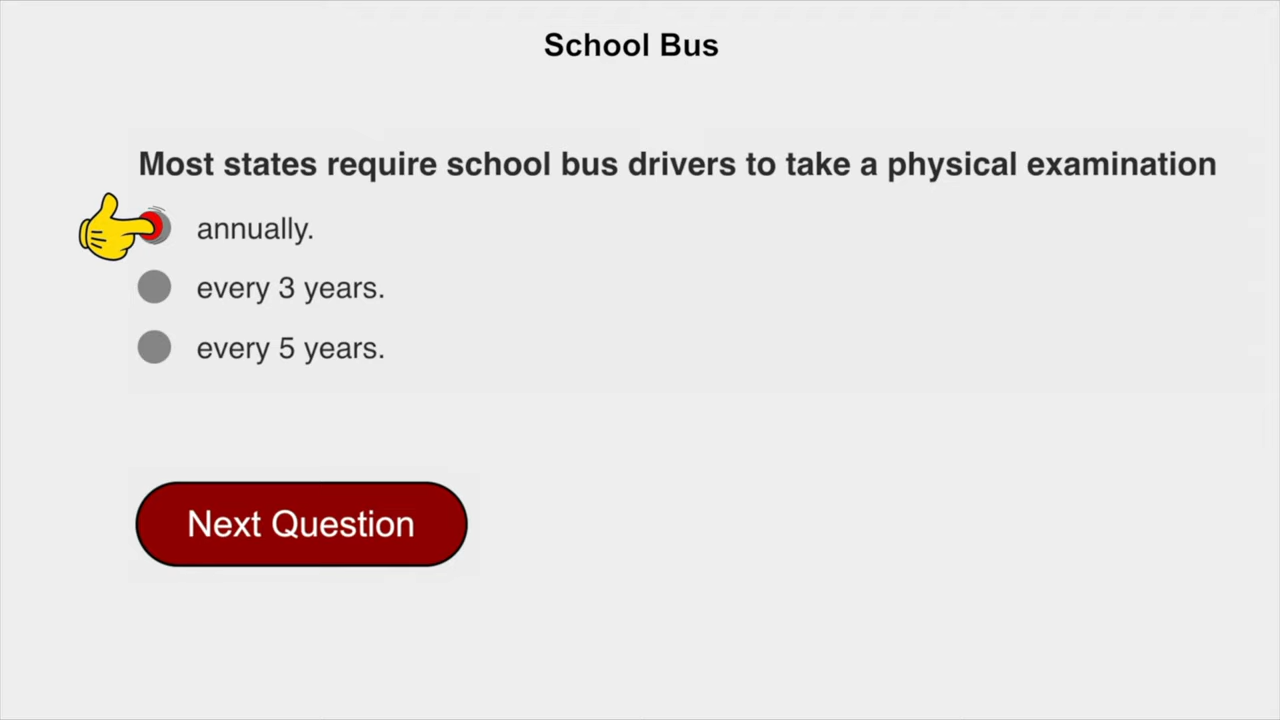 School Bus
Most states require school bus drivers to take a physical examination
annually.
every 3 years.
every 5 years.
Next Question